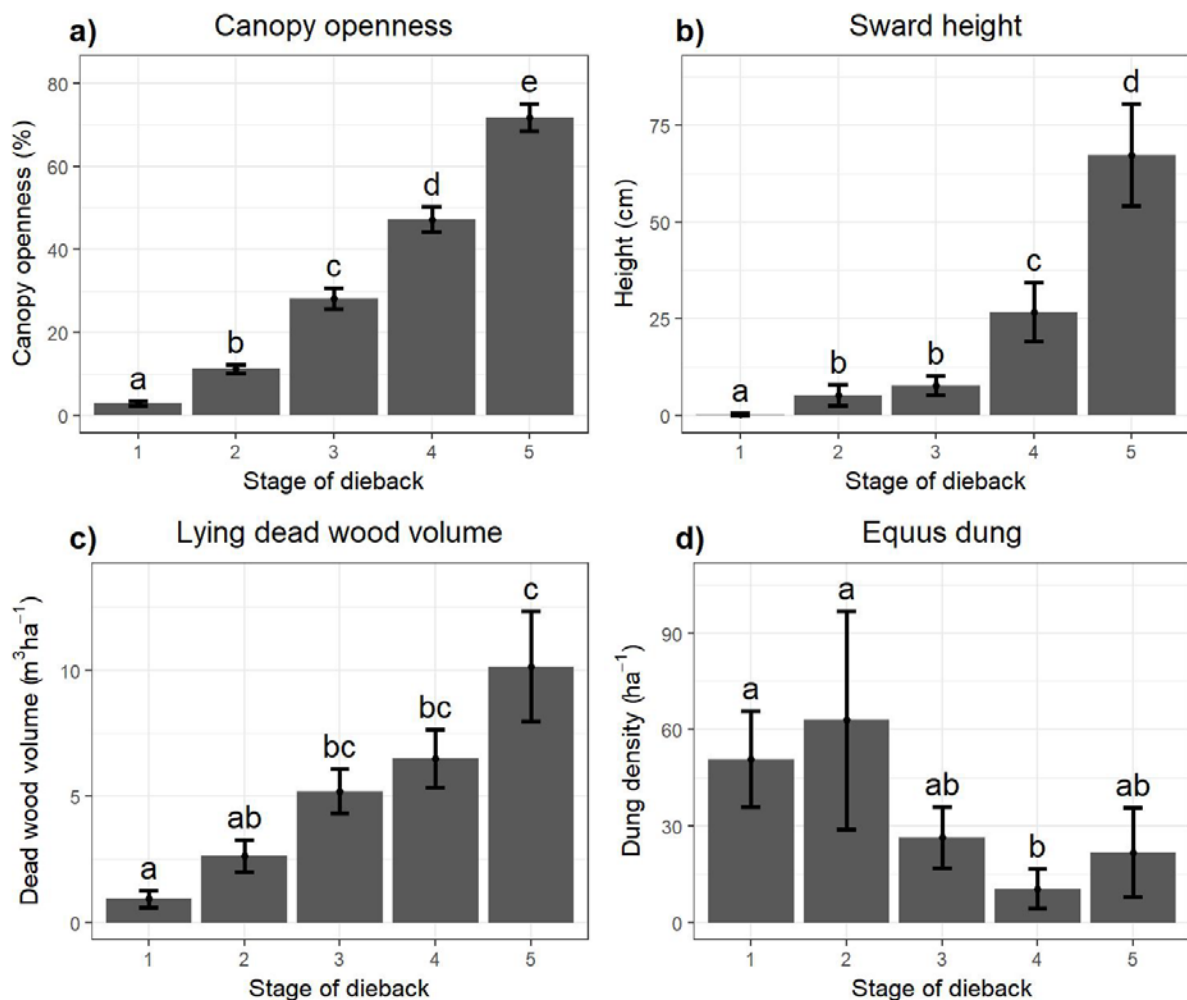 a) Canopy openness
Canopy openness (%)
80
60
40
20
0
a
b
c
d
e
1 2 3 4 5
Stage of dieback
b) Sward height
Height (cm)
75
50
25
0
a
b
b
c
d
1 2 3 4 5
Stage of dieback
c) Lying dead wood volume
Dead wood volume (m³ha⁻¹)
10
5
0
a
ab
bc
bc
c
1 2 3 4 5
Stage of dieback
d) Equus dung
Dung density (ha⁻¹)
90
60
30
0
a
a
ab
b
ab
1 2 3 4 5
Stage of dieback